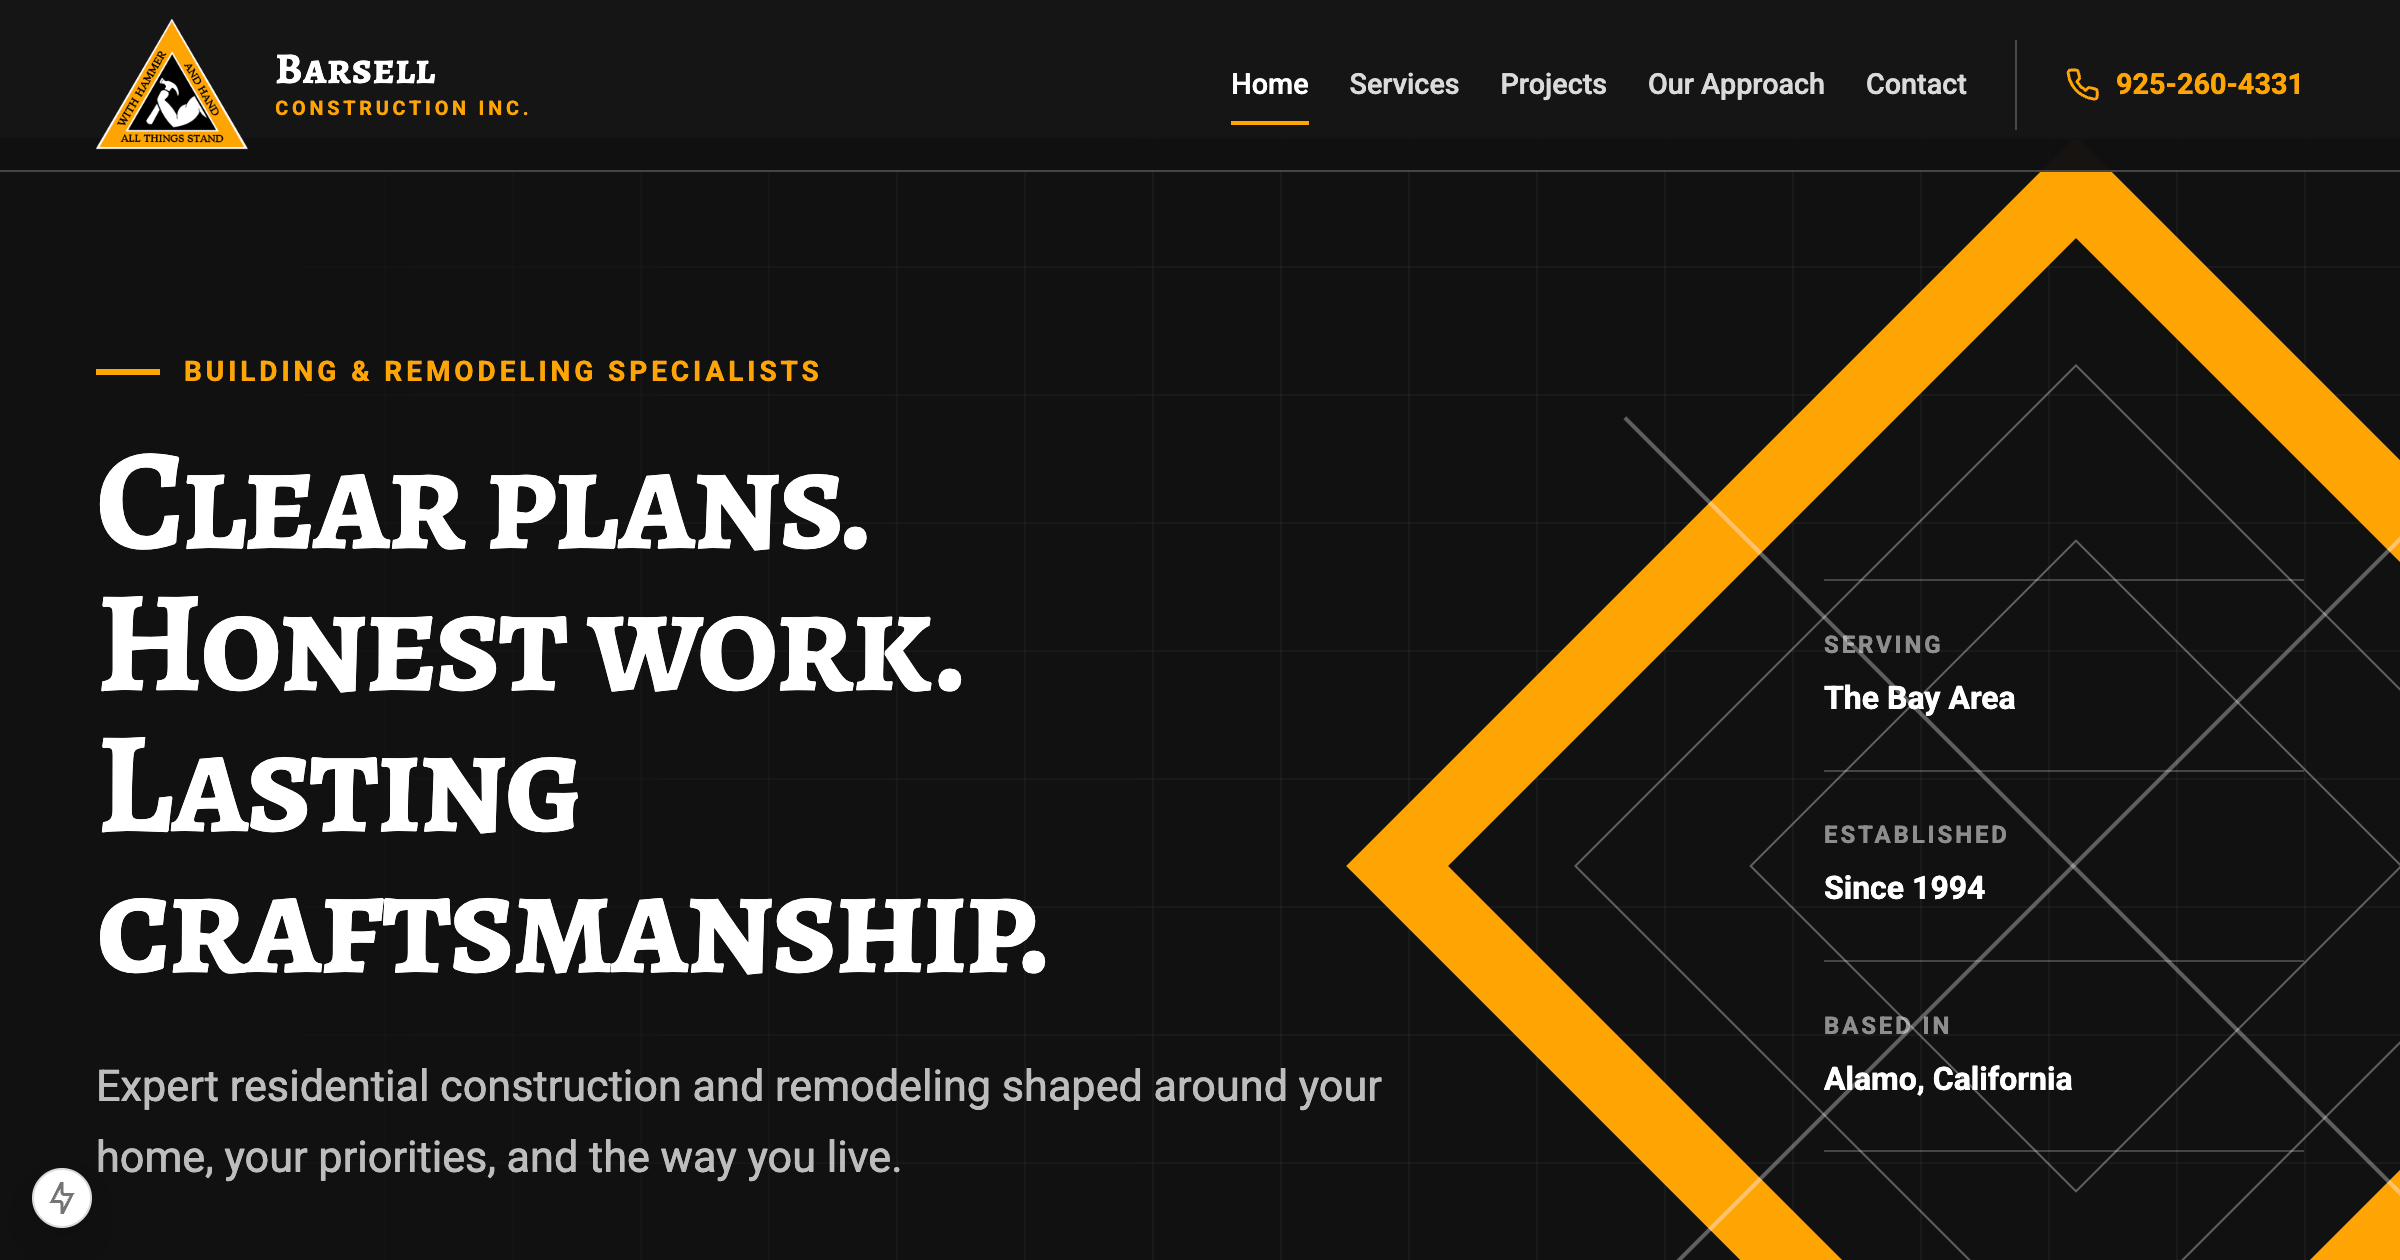 WITH HAMMER
AND HAND
ALL THINGS STAND
Barsell
CONSTRUCTION INC.
Home
Services
Projects
Our Approach
Contact
925-260-4331
BUILDING & REMODELING SPECIALISTS
Clear plans.
Honest work.
Lasting
craftsmanship.
Expert residential construction and remodeling shaped around your
home, your priorities, and the way you live.
SERVING
The Bay Area
ESTABLISHED
Since 1994
BASED IN
Alamo, California